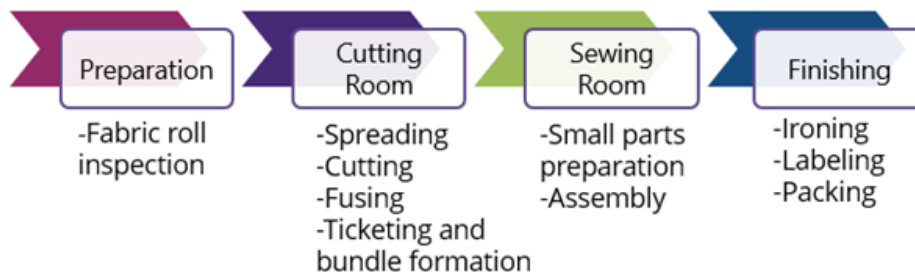 Preparation
-Fabric roll
inspection
Cutting
Room
-Spreading
-Cutting
-Fusing
-Ticketing and
bundle formation
Sewing
Room
-Small parts
preparation
-Assembly
Finishing
-Ironing
-Labeling
-Packing